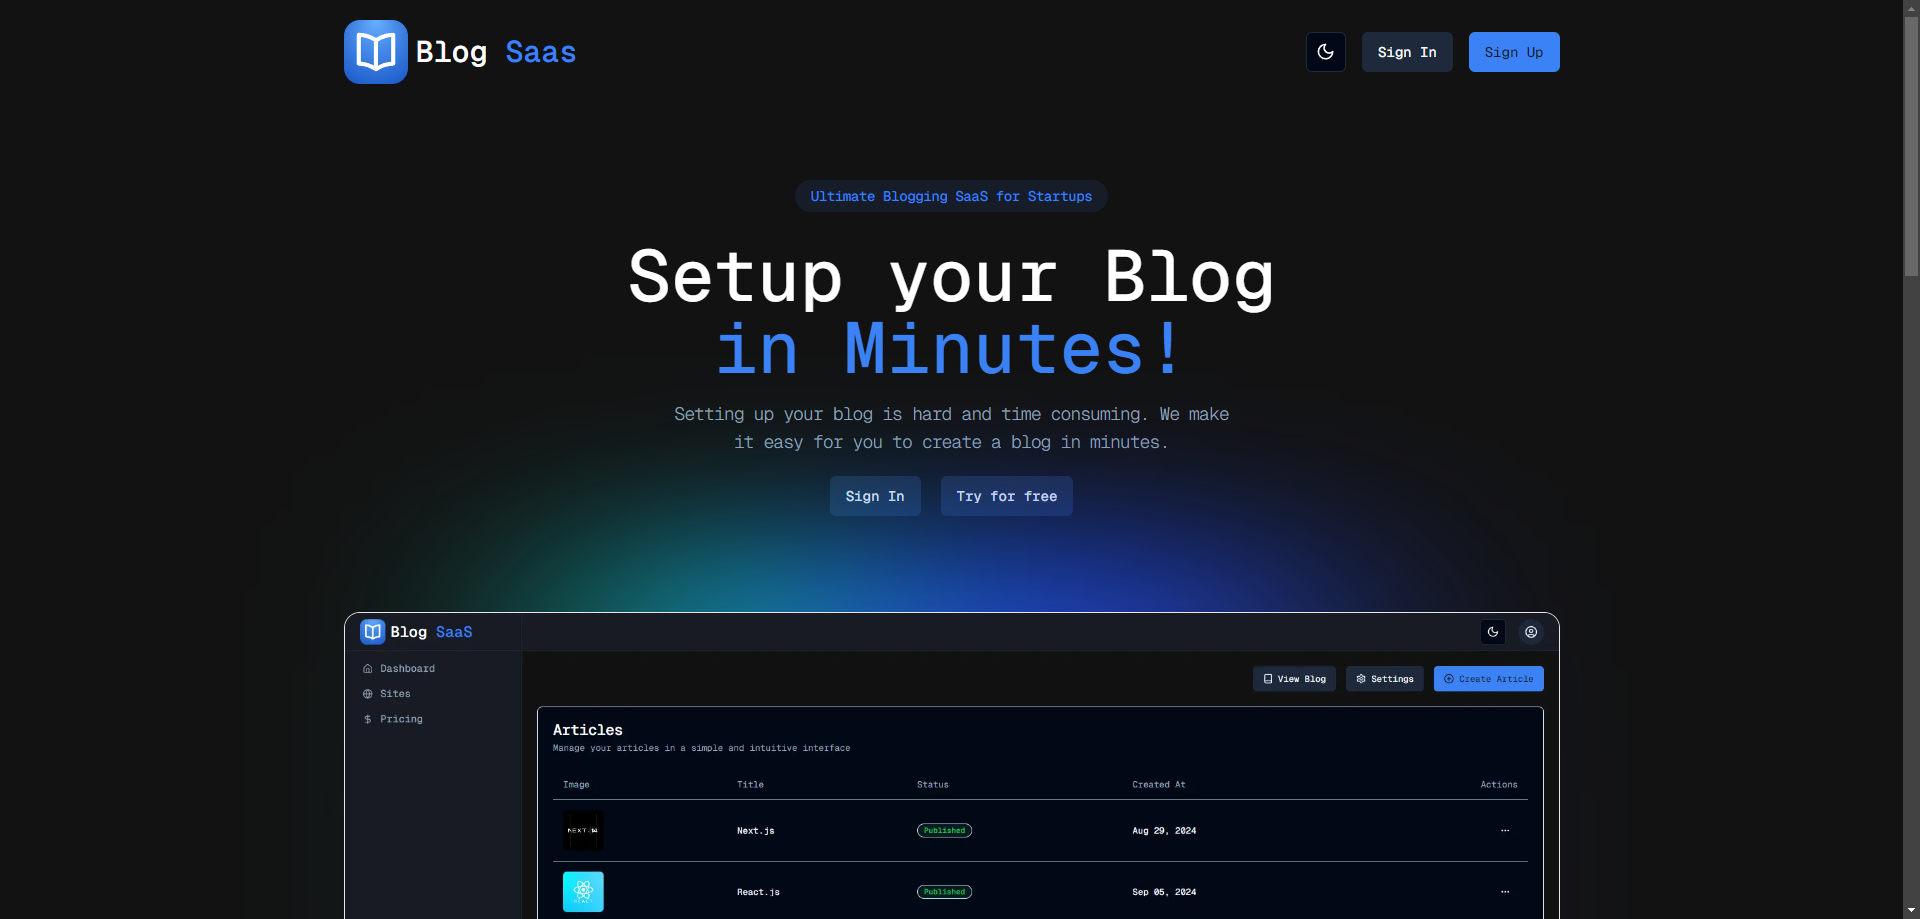 Blog Saas
Sign In
Sign Up
Ultimate Blogging SaaS for Startups
Setup your Blog
in Minutes!
Setting up your blog is hard and time consuming. We make
it easy for you to create a blog in minutes.
Sign In
Try for free
Blog SaaS
Dashboard
Sites
Pricing
View Blog
Settings
Create Article
Articles
Manage your articles in a simple and intuitive interface
Image Title Status Created At Actions
NEXT.JS
Next.js Published Aug 29, 2024 ...
REACT
React.js Published Sep 05, 2024 ...